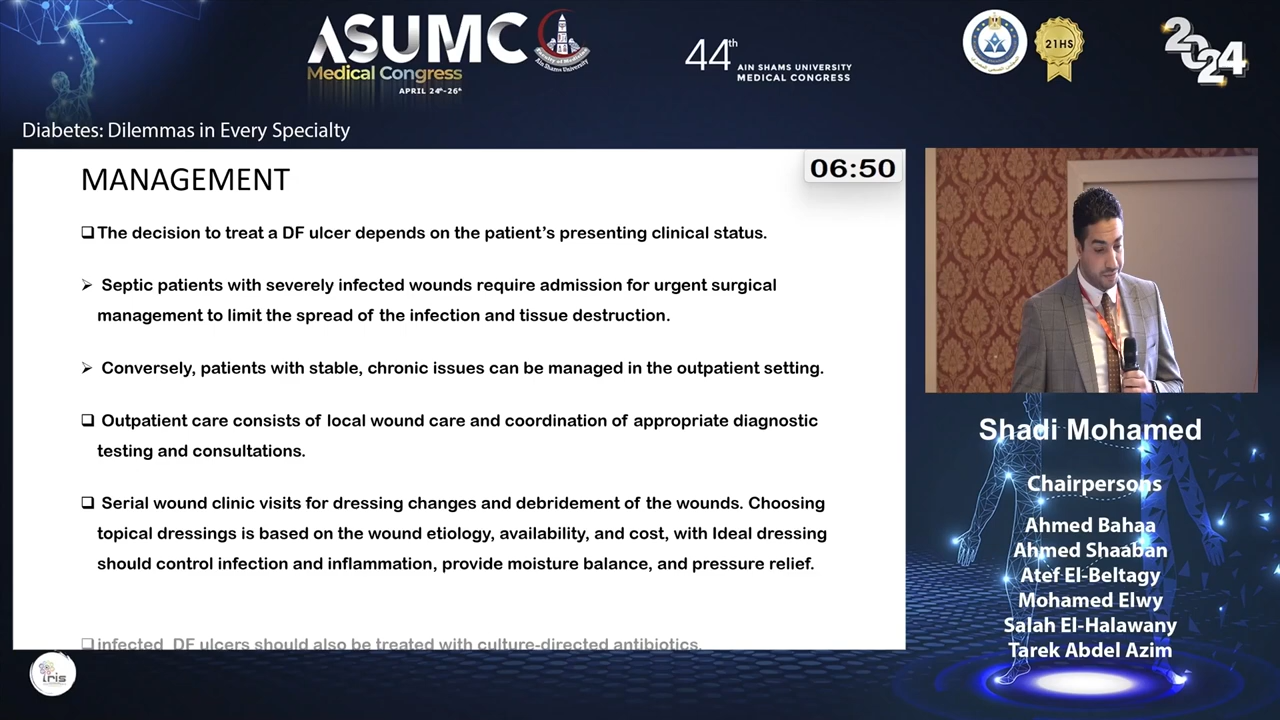 ASUMC
Medical Congress
APRIL 24th-26th
44th
AIN SHAMS UNIVERSITY
MEDICAL CONGRESS
21HS
2024
Diabetes: Dilemmas in Every Specialty
MANAGEMENT
06:50
❑The decision to treat a DF ulcer depends on the patient’s presenting clinical status.
➢ Septic patients with severely infected wounds require admission for urgent surgical
management to limit the spread of the infection and tissue destruction.
➢ Conversely, patients with stable, chronic issues can be managed in the outpatient setting.
❑ Outpatient care consists of local wound care and coordination of appropriate diagnostic
testing and consultations.
❑ Serial wound clinic visits for dressing changes and debridement of the wounds. Choosing
topical dressings is based on the wound etiology, availability, and cost, with Ideal dressing
should control infection and inflammation, provide moisture balance, and pressure relief.
❑infected DF ulcers should also be treated with culture-directed antibiotics.
Shadi Mohamed
Chairpersons
Ahmed Bahaa
Ahmed Shaaban
Atef El-Beltagy
Mohamed Elwy
Salah El-Halawany
Tarek Abdel Azim
iris